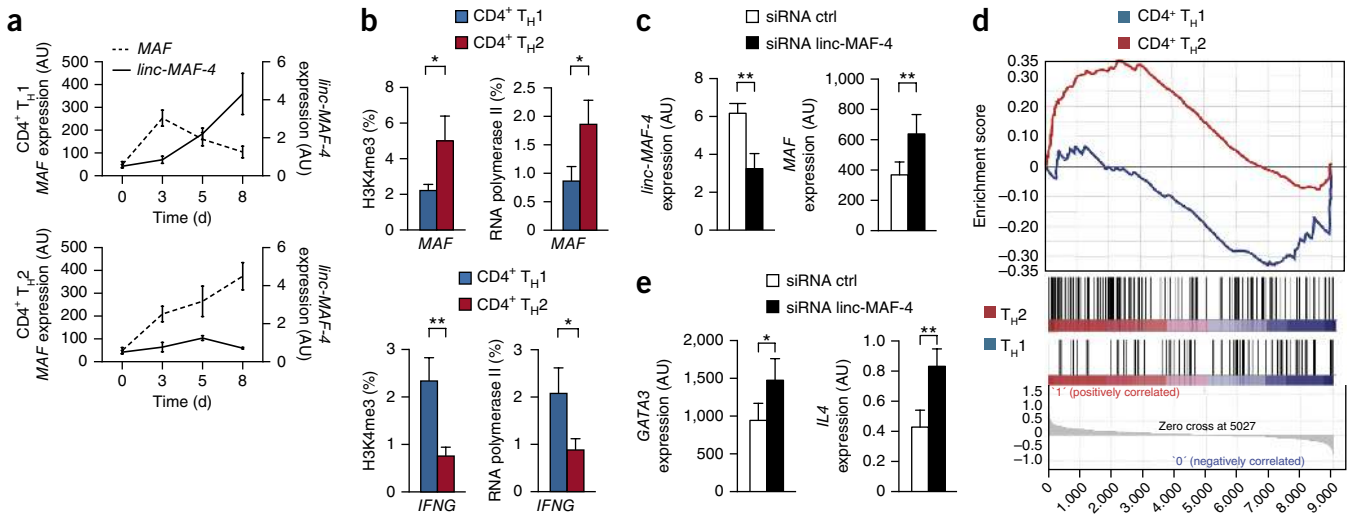 a
MAF
linc-MAF-4
CD4+ TH1
MAF expression (AU)
500
400
300
200
100
0
6
4
2
0
linc-MAF-4
expression (AU)
0 3 5 8
Time (d)
CD4+ TH2
MAF expression (AU)
500
400
300
200
100
0
6
4
2
0
linc-MAF-4
expression (AU)
0 3 5 8
Time (d)
b
CD4+ TH1
CD4+ TH2
H3K4me3 (%)
8
6
4
2
0
*
MAF
RNA polymerase II (%)
2.5
2.0
1.5
1.0
0.5
0
*
MAF
CD4+ TH1
CD4+ TH2
H3K4me3 (%)
3
2
1
0
**
IFNG
RNA polymerase II (%)
3
2
1
0
*
IFNG
c
siRNA ctrl
siRNA linc-MAF-4
linc-MAF-4
expression (AU)
8
6
4
2
0
**
MAF
expression (AU)
1,000
800
600
400
200
0
**
e
siRNA ctrl
siRNA linc-MAF-4
GATA3
expression (AU)
2,000
1,500
1,000
500
0
*
IL4
expression (AU)
1.0
0.8
0.6
0.4
0.2
0
**
d
CD4+ TH1
CD4+ TH2
Enrichment score
0.35
0.30
0.20
0.10
0
−0.10
−0.20
−0.30
−0.35
TH2
TH1
1.5
1.0
0.5
0
−0.5
−1.0
‘1’ (positively correlated)
Zero cross at 5027
‘0’ (negatively correlated)
0 1.000 2.000 3.000 4.000 5.000 6.000 7.000 8.000 9.000